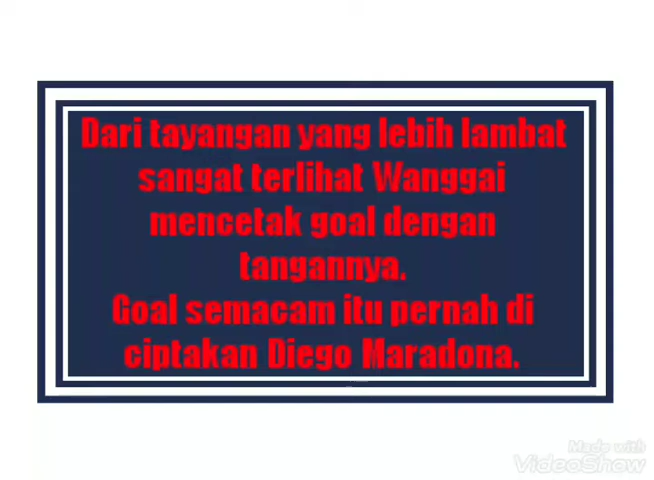 Dari tayangan yang lebih lambat
sangat terlihat Wanggai
mencetak goal dengan
tangannya.
Goal semacam itu pernah di
ciptakan Diego Maradona.
Made with
VideoShow